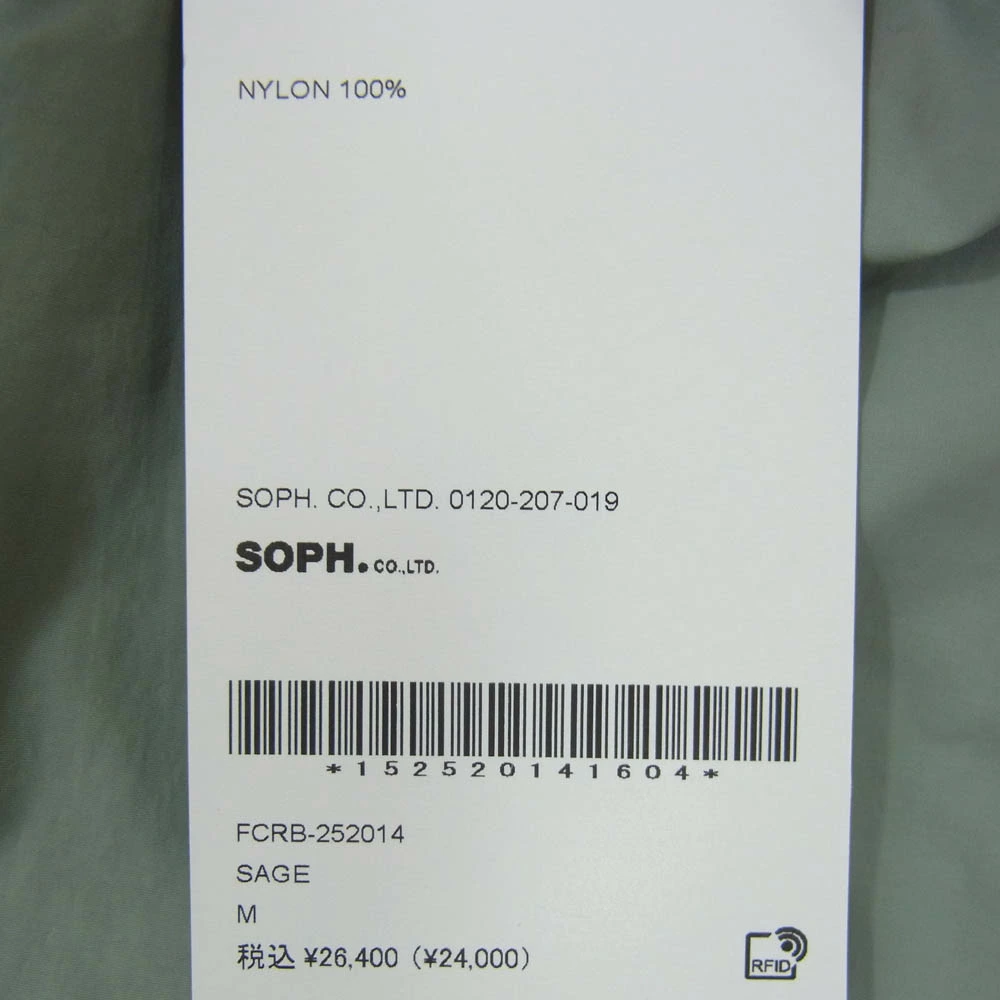 NYLON 100%
SOPH. CO.,LTD. 0120-207-019
SOPH. CO.,LTD.
*152520141604*
FCRB-252014
SAGE
M
税込 ¥26,400 (¥24,000)
RFID